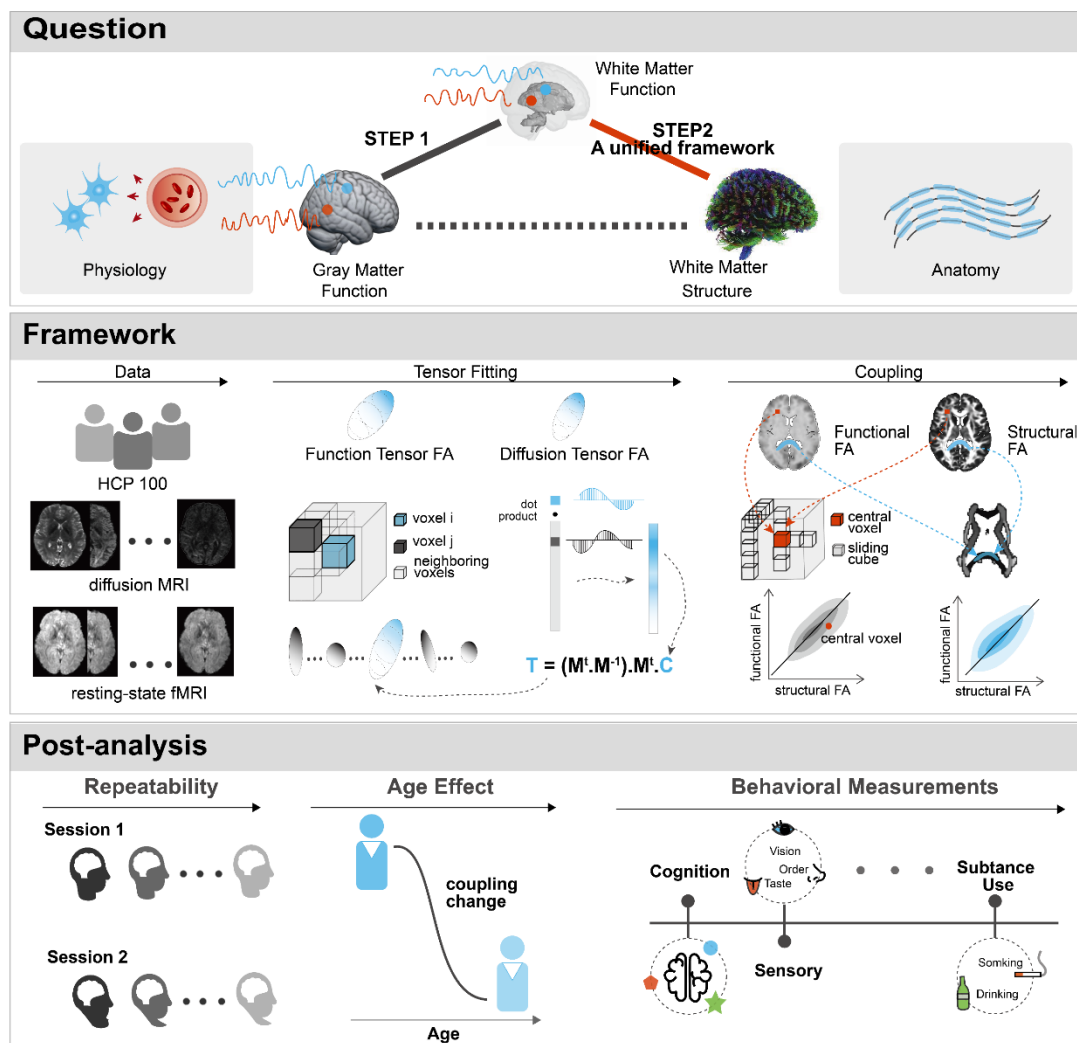 Question
White Matter
Function
STEP 1
STEP2
A unified framework
Physiology
Gray Matter
Function
White Matter
Structure
Anatomy
Framework
Data
Tensor Fitting
Coupling
HCP 100
diffusion MRI
resting-state fMRI
Function Tensor FA
Diffusion Tensor FA
voxel i
voxel j
neighboring
voxels
dot
product
T = (Mᵗ.M⁻¹).Mᵗ.C
Functional
FA
Structural
FA
central
voxel
sliding
cube
functional FA
central voxel
structural FA
functional FA
structural FA
Post-analysis
Repeatability
Age Effect
Behavioral Measurements
Session 1
Session 2
coupling
change
Age
Cognition
Vision
Order
Taste
Sensory
Subtance
Use
Somking
Drinking